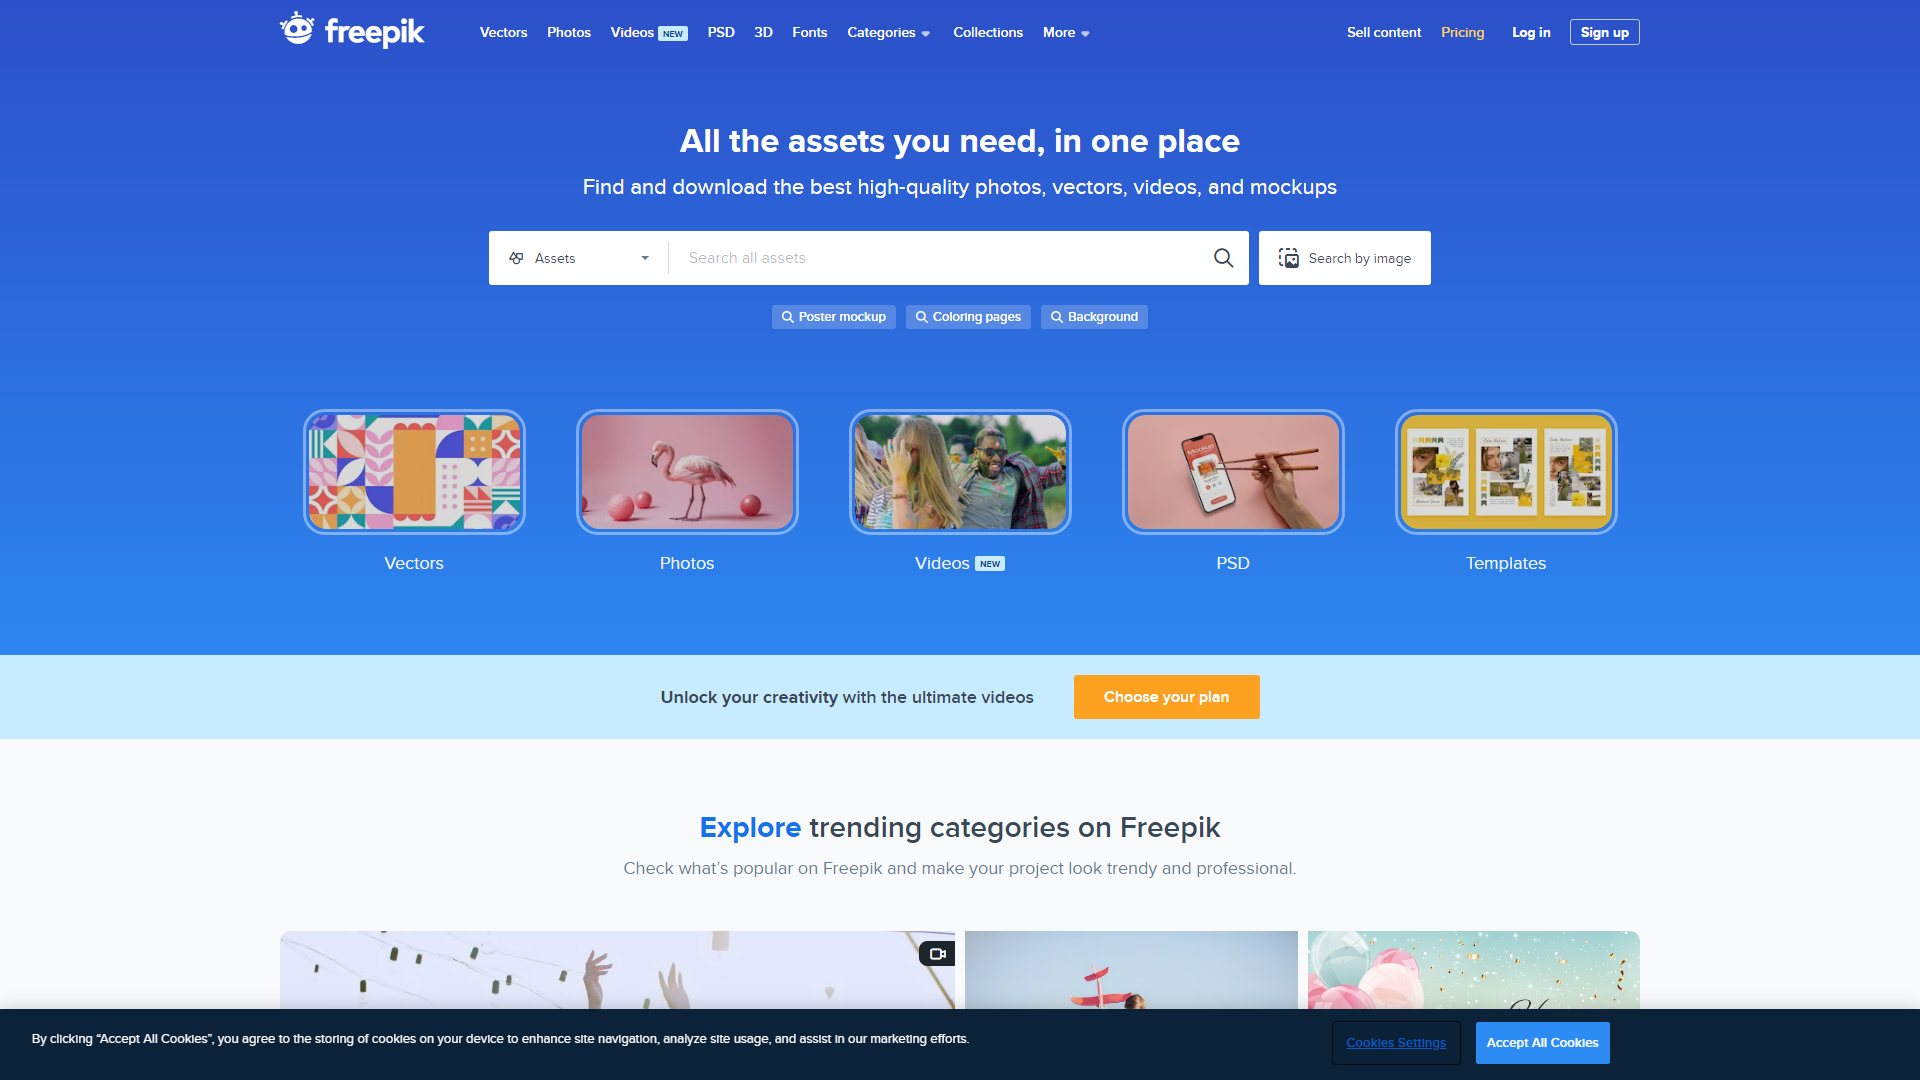 freepik
Vectors Photos Videos NEW PSD 3D Fonts Categories Collections More Sell content Pricing Log in Sign up
All the assets you need, in one place
Find and download the best high-quality photos, vectors, videos, and mockups
Assets Search all assets Search by image
Poster mockup Coloring pages Background
Mockup
Vectors Photos Videos NEW PSD Templates
Unlock your creativity with the ultimate videos Choose your plan
Explore trending categories on Freepik
Check what’s popular on Freepik and make your project look trendy and professional.
By clicking “Accept All Cookies”, you agree to the storing of cookies on your device to enhance site navigation, analyze site usage, and assist in our marketing efforts.
Cookies Settings Accept All Cookies